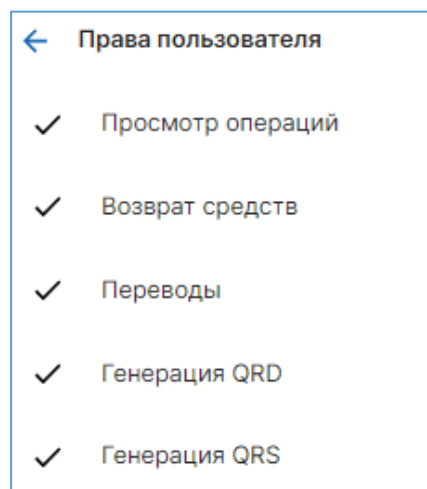 Права пользователя
Просмотр операций
Возврат средств
Переводы
Генерация QRD
Генерация QRS